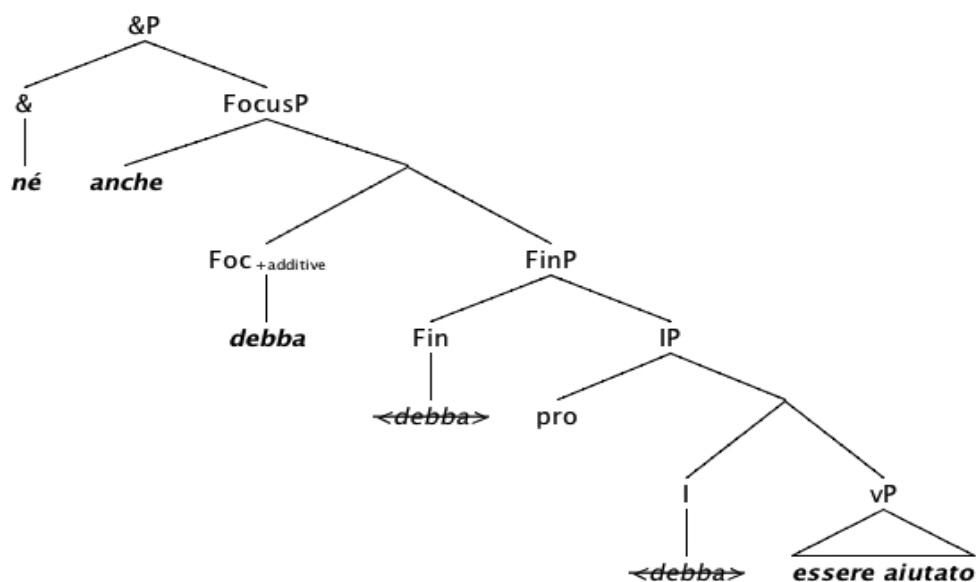 &P
& FocusP
né anche
Foc +additive FinP
debba Fin IP
<debba> pro
I vP
<debba> essere aiutato